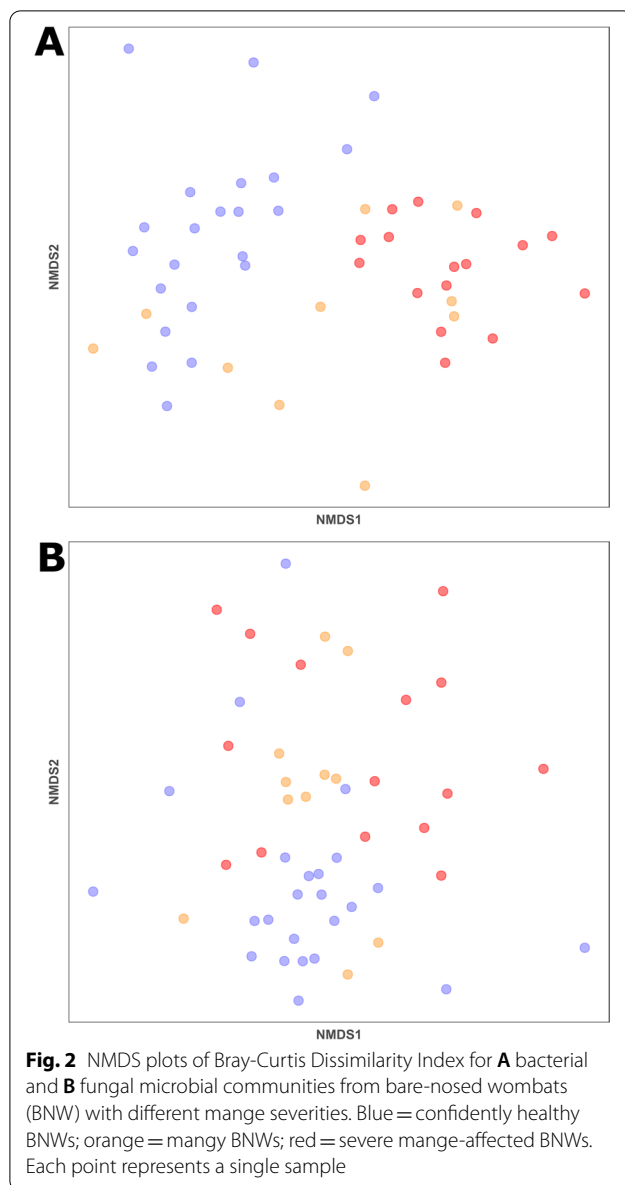 A
NMDS2
NMDS1
B
NMDS2
NMDS1
Fig. 2 NMDS plots of Bray-Curtis Dissimilarity Index for A bacterial
and B fungal microbial communities from bare-nosed wombats
(BNW) with different mange severities. Blue = confidently healthy
BNWs; orange = mangy BNWs; red = severe mange-affected BNWs.
Each point represents a single sample